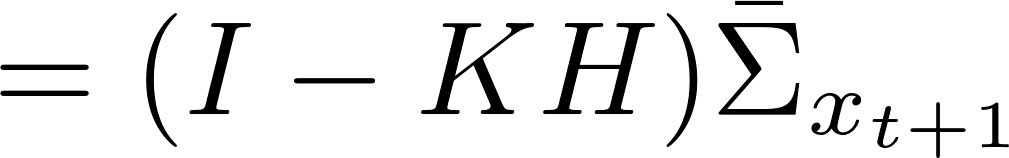 = (I − KH)Σ̄_{x_{t+1}}